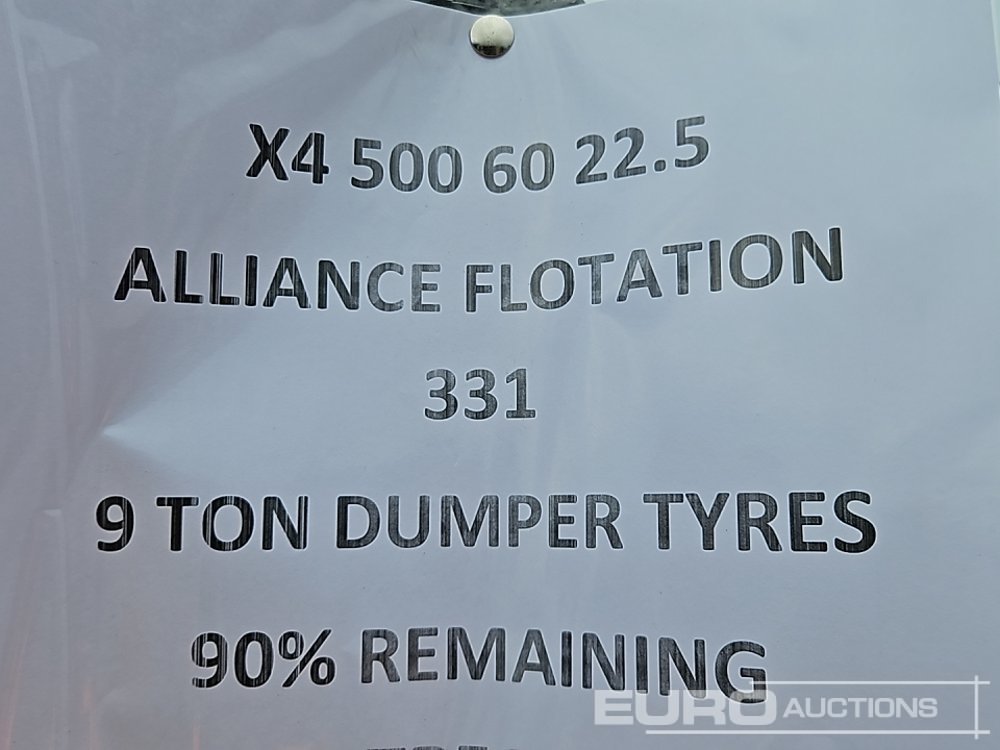 X4 500 60 22.5
ALLIANCE FLOTATION
331
9 TON DUMPER TYRES
90% REMAINING
EURO AUCTIONS